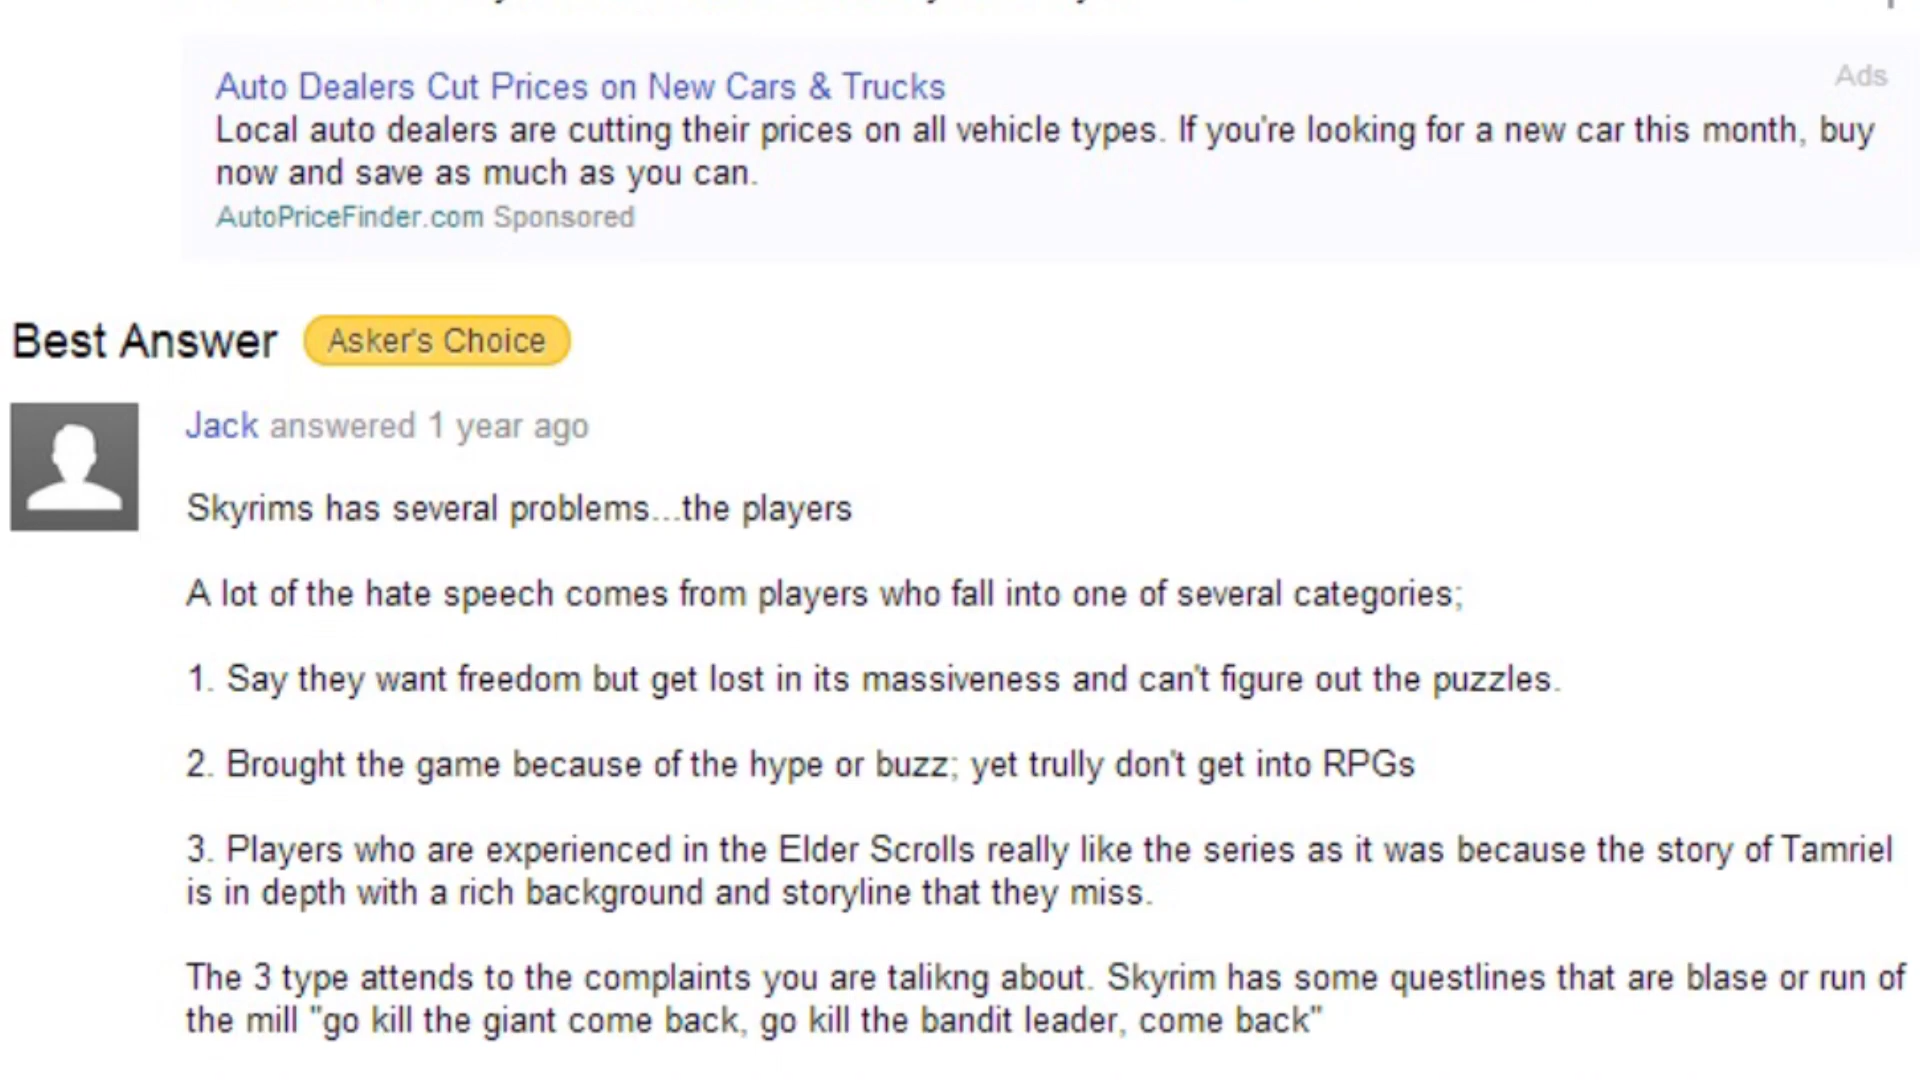 Auto Dealers Cut Prices on New Cars & Trucks
Ads
Local auto dealers are cutting their prices on all vehicle types. If you're looking for a new car this month, buy
now and save as much as you can.
AutoPriceFinder.com Sponsored
Best Answer
Asker's Choice
Jack answered 1 year ago
Skyrims has several problems...the players
A lot of the hate speech comes from players who fall into one of several categories;
1. Say they want freedom but get lost in its massiveness and can't figure out the puzzles.
2. Brought the game because of the hype or buzz; yet trully don't get into RPGs
3. Players who are experienced in the Elder Scrolls really like the series as it was because the story of Tamriel
is in depth with a rich background and storyline that they miss.
The 3 type attends to the complaints you are talikng about. Skyrim has some questlines that are blase or run of
the mill "go kill the giant come back, go kill the bandit leader, come back"